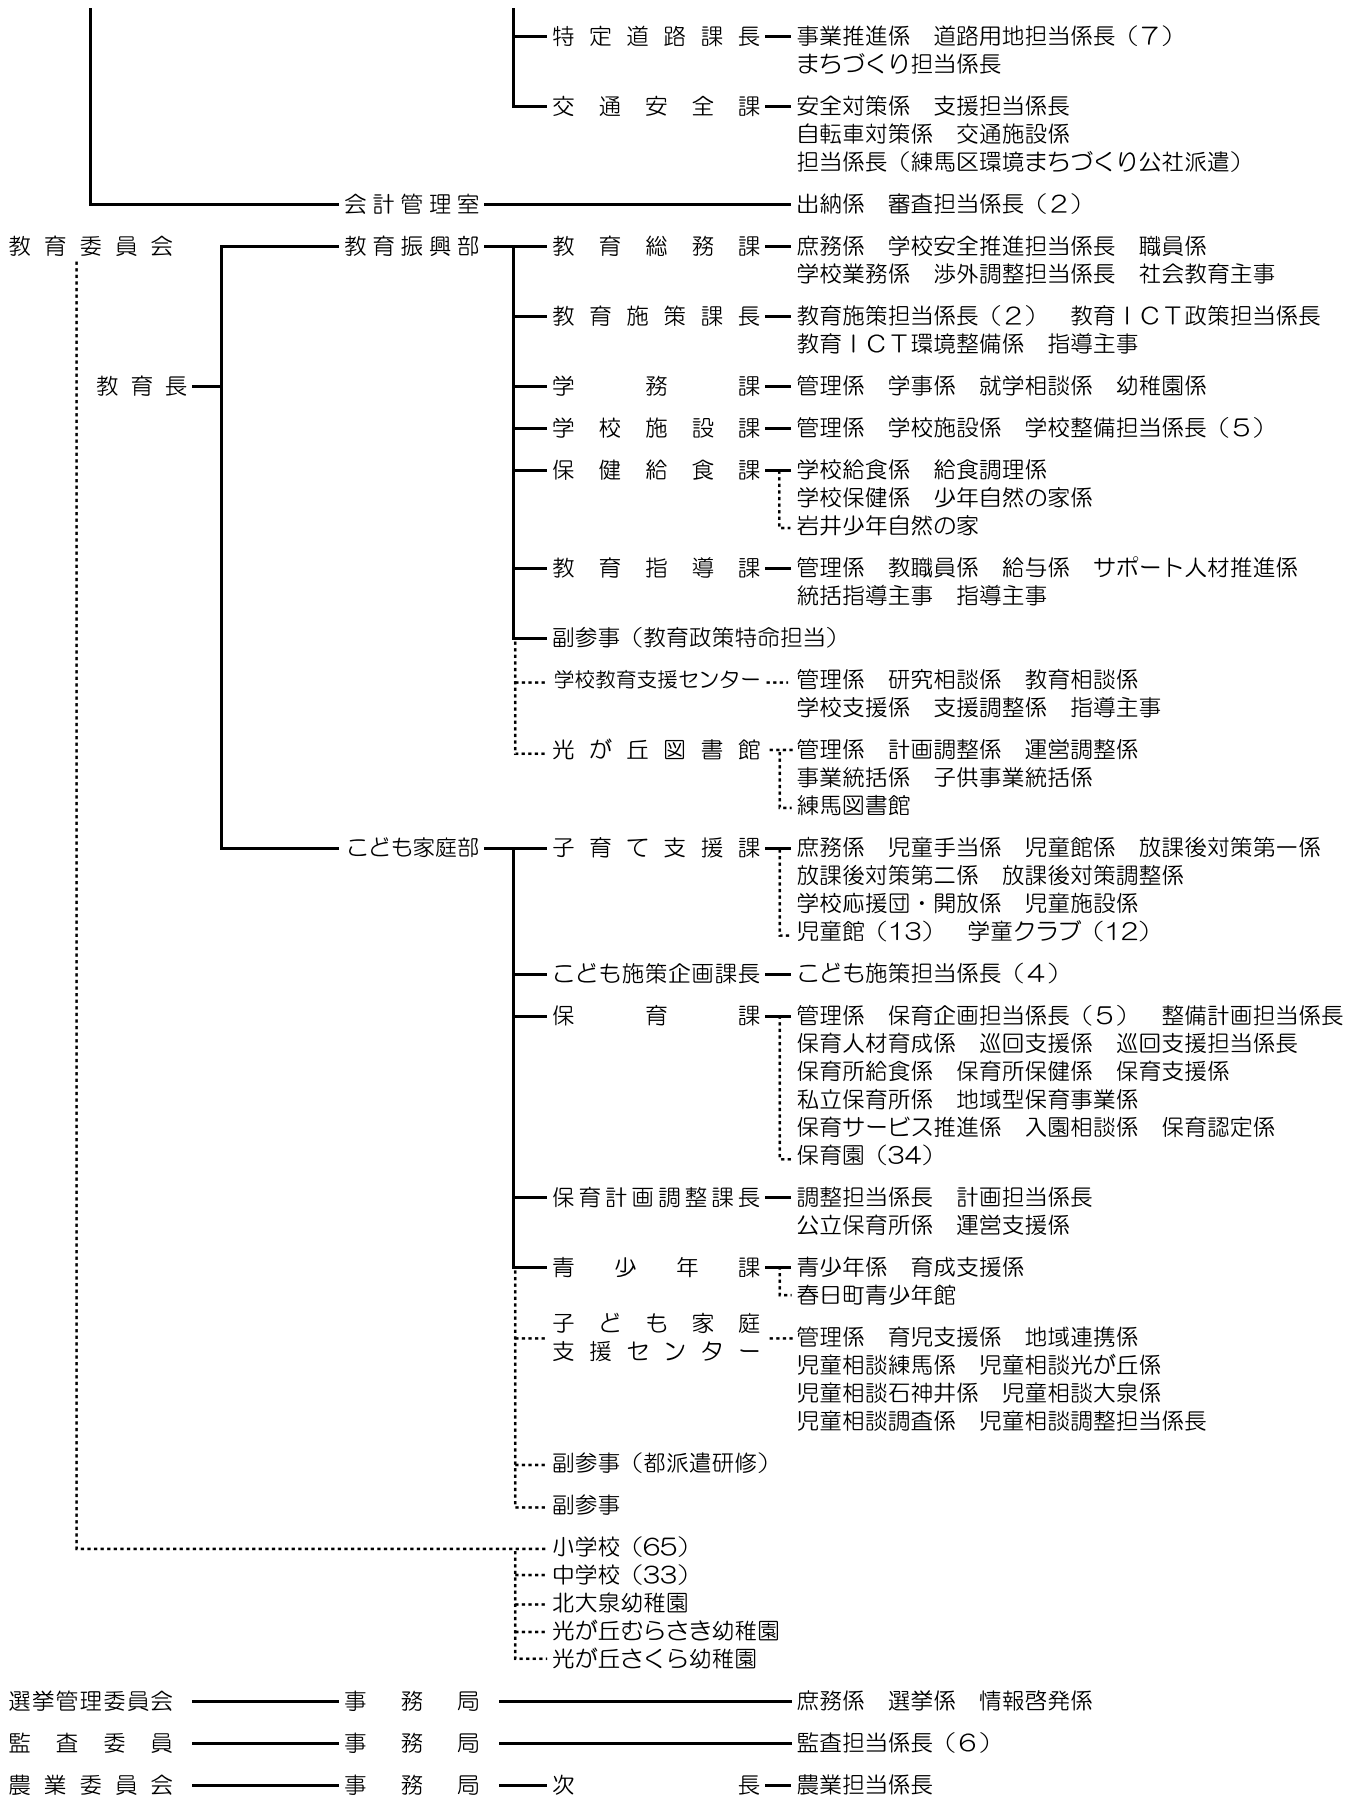 特定道路課長 事業推進係　道路用地担当係長（７）
まちづくり担当係長
交通安全課 安全対策係　支援担当係長
自転車対策係　交通施設係
担当係長（練馬区環境まちづくり公社派遣）
会計管理室 出納係　審査担当係長（２）
教育委員会 教育振興部 教育総務課 庶務係　学校安全推進担当係長　職員係
学校業務係　渉外調整担当係長　社会教育主事
教育施策課長 教育施策担当係長（２）　教育ＩＣＴ政策担当係長
教育ＩＣＴ環境整備係　指導主事
教育長 学務課 管理係　学事係　就学相談係　幼稚園係
学校施設課 管理係　学校施設係　学校整備担当係長（５）
保健給食課 学校給食係　給食調理係
学校保健係　少年自然の家係
岩井少年自然の家
教育指導課 管理係　教職員係　給与係　サポート人材推進係
統括指導主事　指導主事
副参事（教育政策特命担当）
学校教育支援センター 管理係　研究相談係　教育相談係
学校支援係　支援調整係　指導主事
光が丘図書館 管理係　計画調整係　運営調整係
事業統括係　子供事業統括係
練馬図書館
こども家庭部 子育て支援課 庶務係　児童手当係　児童館係　放課後対策第一係
放課後対策第二係　放課後対策調整係
学校応援団・開放係　児童施設係
児童館（13）　学童クラブ（12）
こども施策企画課長 こども施策担当係長（４）
保育課 管理係　保育企画担当係長（５）　整備計画担当係長
保育人材育成係　巡回支援係　巡回支援担当係長
保育所給食係　保育所保健係　保育支援係
私立保育所係　地域型保育事業係
保育サービス推進係　入園相談係　保育認定係
保育園（34）
保育計画調整課長 調整担当係長　計画担当係長
公立保育所係　運営支援係
青少年課 青少年係　育成支援係
春日町青少年館
子ども家庭
支援センター 管理係　育児支援係　地域連携係
児童相談練馬係　児童相談光が丘係
児童相談石神井係　児童相談大泉係
児童相談調査係　児童相談調整担当係長
副参事（都派遣研修）
副参事
小学校（65）
中学校（33）
北大泉幼稚園
光が丘むらさき幼稚園
光が丘さくら幼稚園
選挙管理委員会 事務局 庶務係　選挙係　情報啓発係
監査委員 事務局 監査担当係長（６）
農業委員会 事務局 次長 農業担当係長